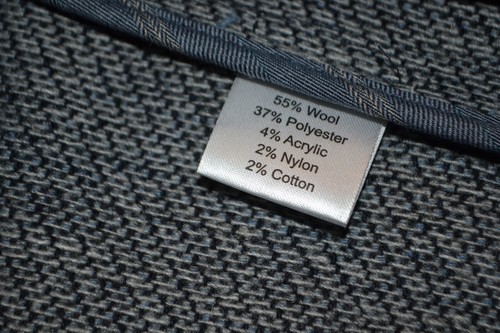 55% Wool
37% Polyester
4% Acrylic
2% Nylon
2% Cotton